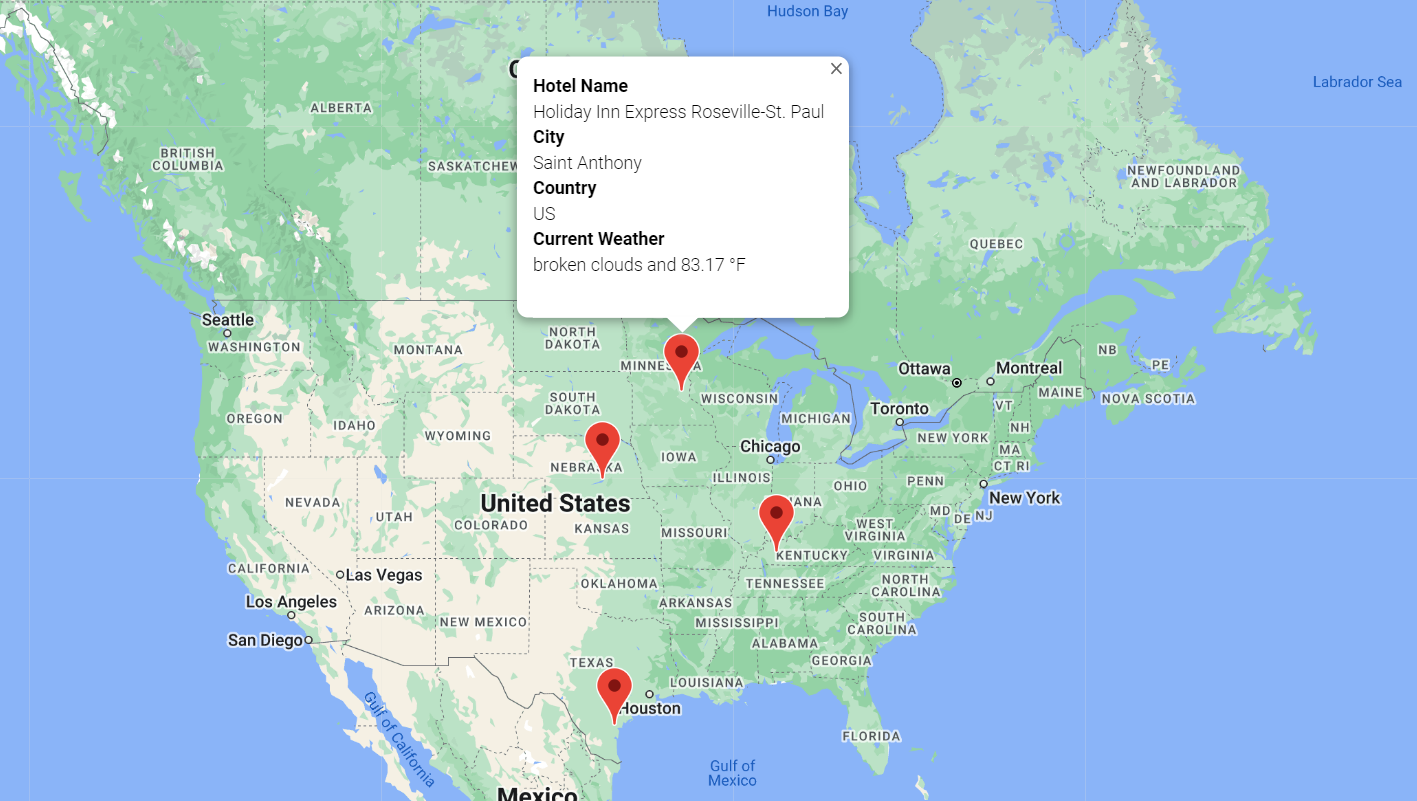 Hudson Bay
Labrador Sea
ALBERTA
BRITISH
COLUMBIA
SASKATCHEW
C
×
Hotel Name
Holiday Inn Express Roseville-St. Paul
City
Saint Anthony
Country
US
Current Weather
broken clouds and 83.17 °F
NEWFOUNDLAND
AND LABRADOR
QUEBEC
Seattle
WASHINGTON
MONTANA
NORTH
DAKOTA
NB
PE
Ottawa
Montreal
MAINE
NOVA SCOTIA
OREGON
IDAHO
WYOMING
SOUTH
DAKOTA
WISCONSIN
MICHIGAN
Toronto
VT
NH
NEW YORK
MA
CT RI
Chicago
IOWA
ILLINOIS
OHIO
PENN
New York
NEVADA
UTAH
COLORADO
United States
KANSAS
MISSOURI
IANA
WEST
VIRGINIA
MD
DE
NJ
KENTUCKY
VIRGINIA
CALIFORNIA
Las Vegas
OKLAHOMA
TENNESSEE
NORTH
CAROLINA
Los Angeles
ARIZONA
NEW MEXICO
ARKANSAS
MISSISSIPPI
SOUTH
CAROLINA
San Diego
ALABAMA
GEORGIA
TEXAS
LOUISIANA
Houston
Gulf of California
FLORIDA
Gulf of
Mexico
Mexico